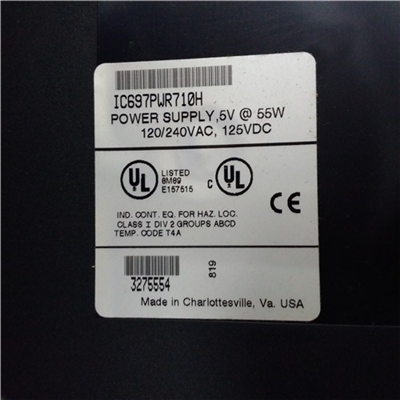 IC697PWR710H
POWER SUPPLY,5V @ 55W
120/240VAC, 125VDC
UL LISTED
8M89
E157515
C UL CE
IND. CONT. EQ. FOR HAZ. LOC.
CLASS I DIV 2 GROUPS ABCD
TEMP. CODE T4A
3275554
819
Made in Charlottesville, Va. USA